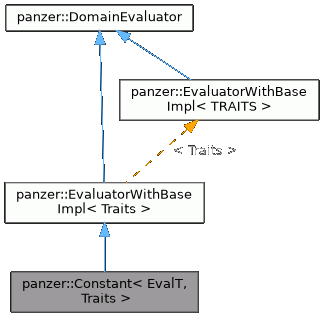 panzer::DomainEvaluator
panzer::EvaluatorWithBase
Impl< TRAITS >
< Traits >
panzer::EvaluatorWithBase
Impl< Traits >
panzer::Constant< EvalT,
Traits >